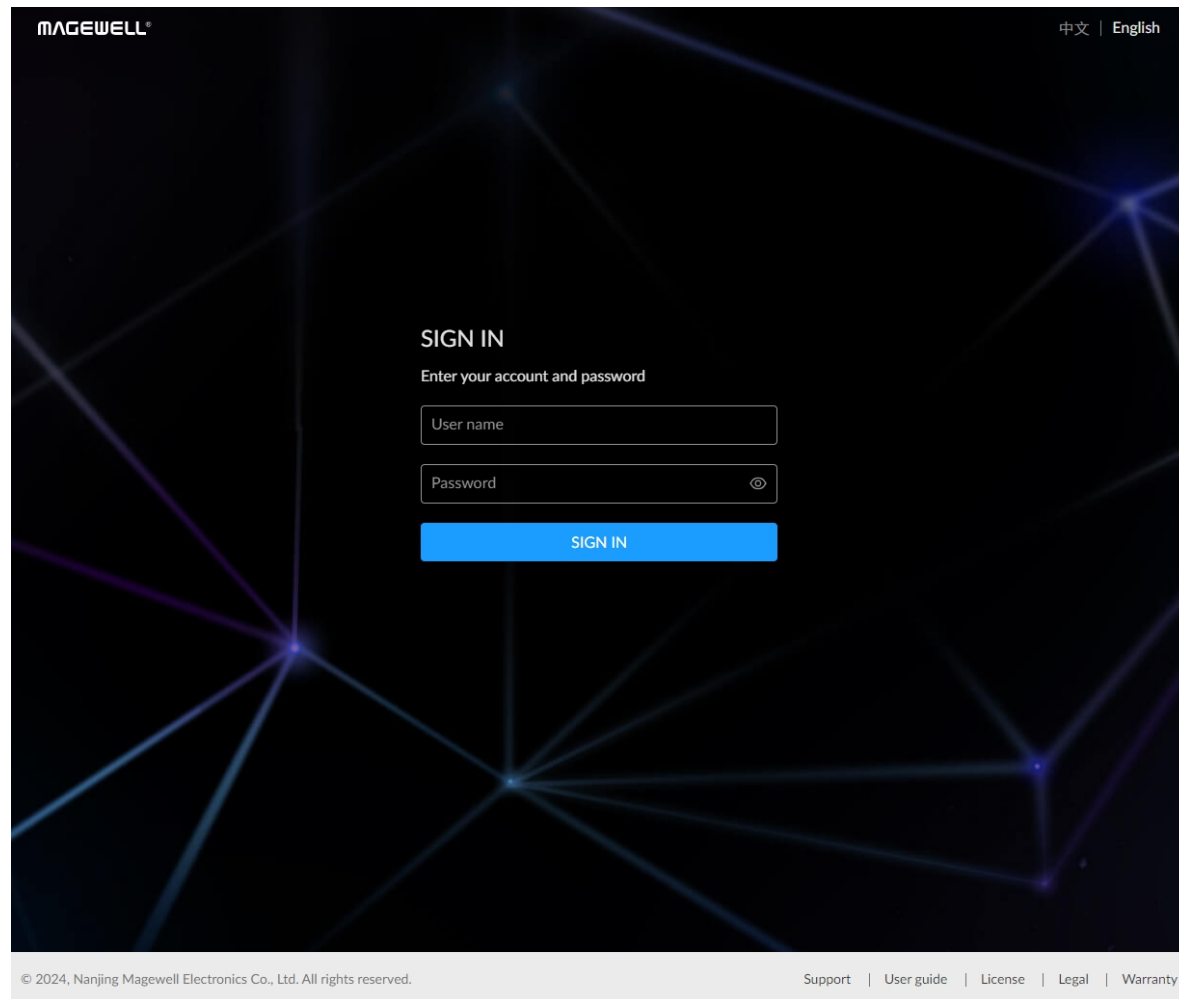 MAGEWELL®
中文 | English
SIGN IN
Enter your account and password
User name
Password
SIGN IN
© 2024, Nanjing Magewell Electronics Co., Ltd. All rights reserved.
Support | User guide | License | Legal | Warranty